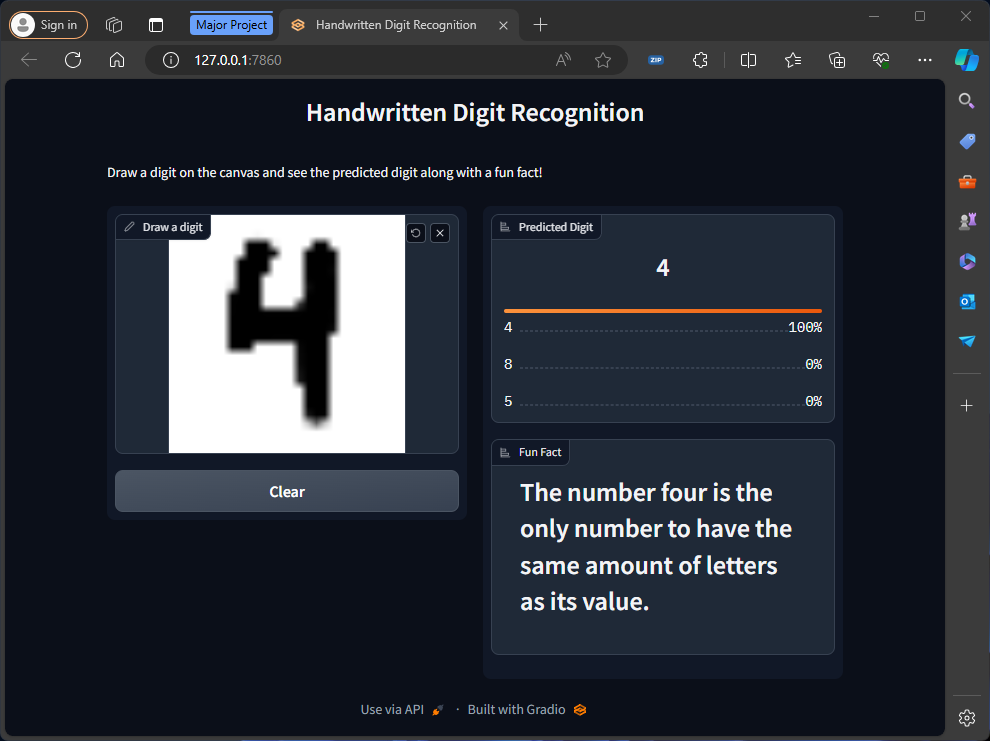 Sign in
Major Project
Handwritten Digit Recognition
127.0.0.1:7860
A
ZIP
Handwritten Digit Recognition
Draw a digit on the canvas and see the predicted digit along with a fun fact!
Draw a digit
4
Clear
Predicted Digit
4
4 100%
8 0%
5 0%
Fun Fact
The number four is the
only number to have the
same amount of letters
as its value.
Use via API · Built with Gradio